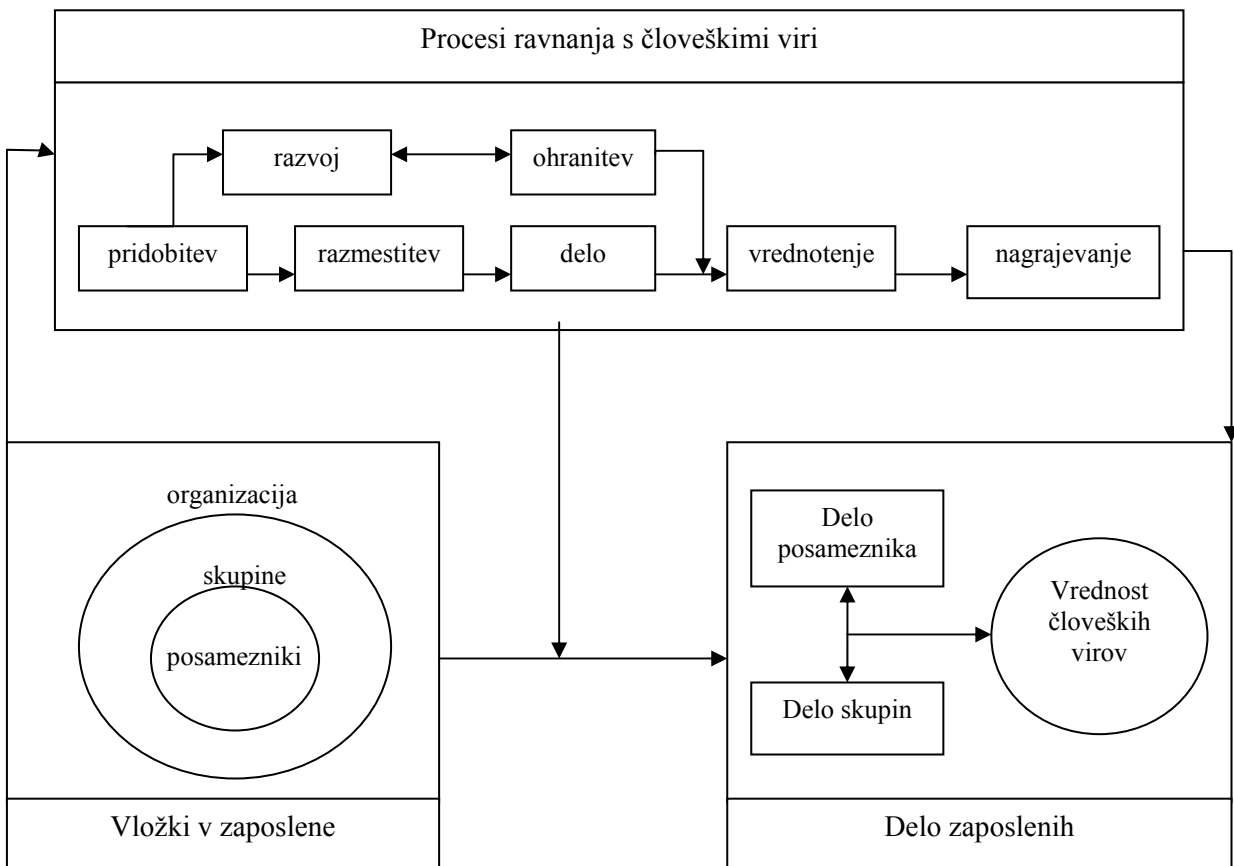 Procesi ravnanja s človeškimi viri
razvoj
ohranitev
pridobitev
razmestitev
delo
vrednotenje
nagrajevanje
organizacija
skupine
posamezniki
Vložki v zaposlene
Delo
posameznika
Delo skupin
Vrednost
človeških
virov
Delo zaposlenih